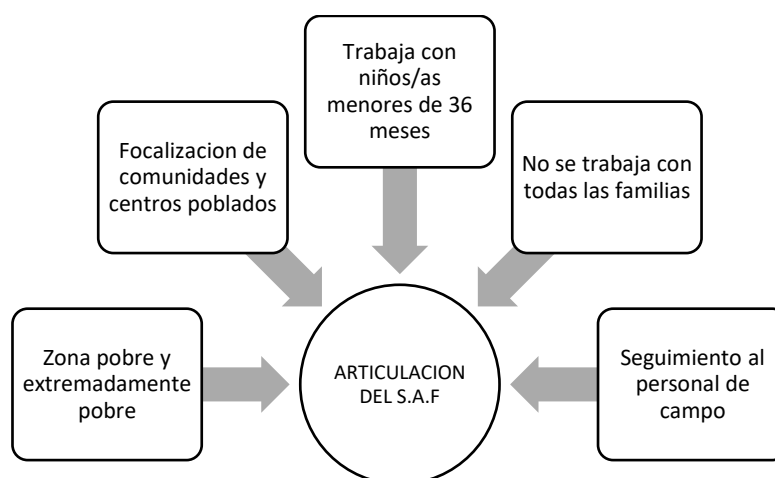 Trabaja con
niños/as
menores de 36
meses
Focalizacion de
comunidades y
centros poblados
No se trabaja con
todas las familias
Zona pobre y
extremadamente
pobre
ARTICULACION
DEL S.A.F
Seguimiento al
personal de
campo